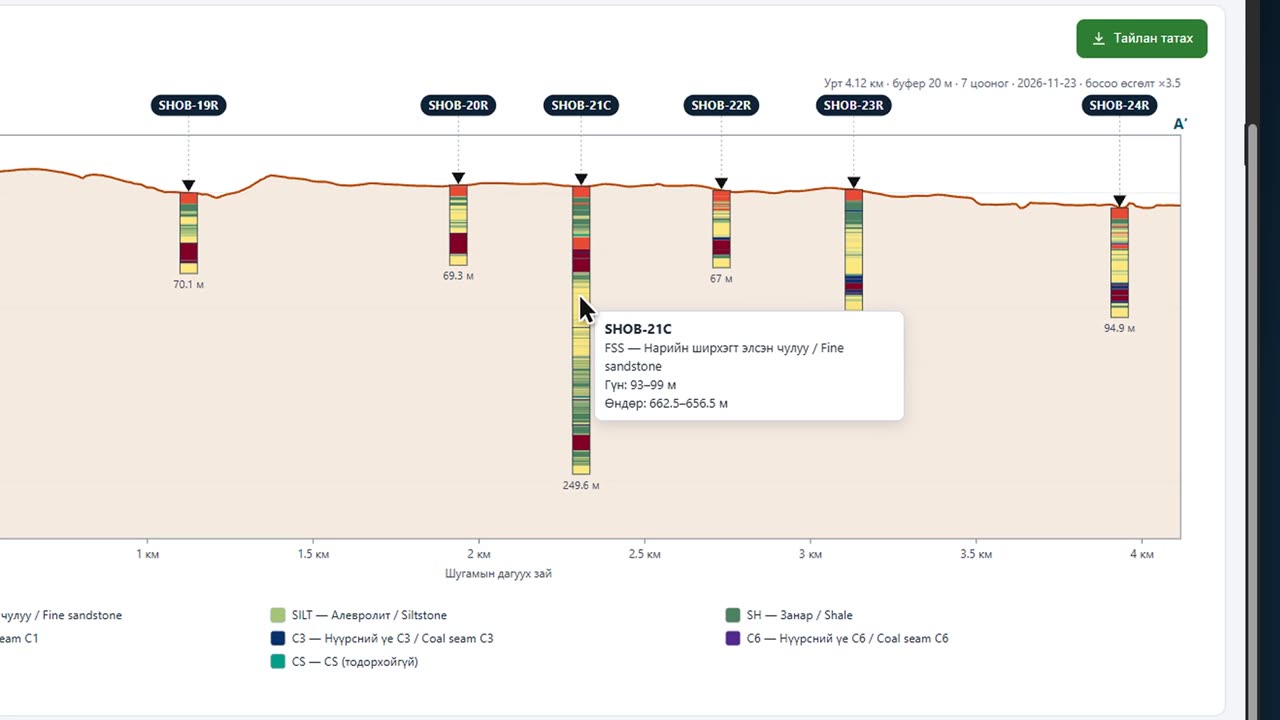 Тайлан татах
Урт 4.12 км · буфер 20 м · 7 цооног · 2026-11-23 · босоо өсгөлт ×3.5
SHOB-19R
SHOB-20R
SHOB-21C
SHOB-22R
SHOB-23R
SHOB-24R
A′
70.1 м
69.3 м
67 м
94.9 м
SHOB-21C
FSS — Нарийн ширхэгт элсэн чулуу / Fine
sandstone
Гүн: 93–99 м
Өндөр: 662.5–656.5 м
249.6 м
1 км
1.5 км
2 км
2.5 км
3 км
3.5 км
4 км
Шугамын дагуух зай
чулуу / Fine sandstone
SILT — Алевролит / Siltstone
SH — Занар / Shale
eam C1
C3 — Нүүрсний үе C3 / Coal seam C3
C6 — Нүүрсний үе C6 / Coal seam C6
CS — CS (тодорхойгүй)